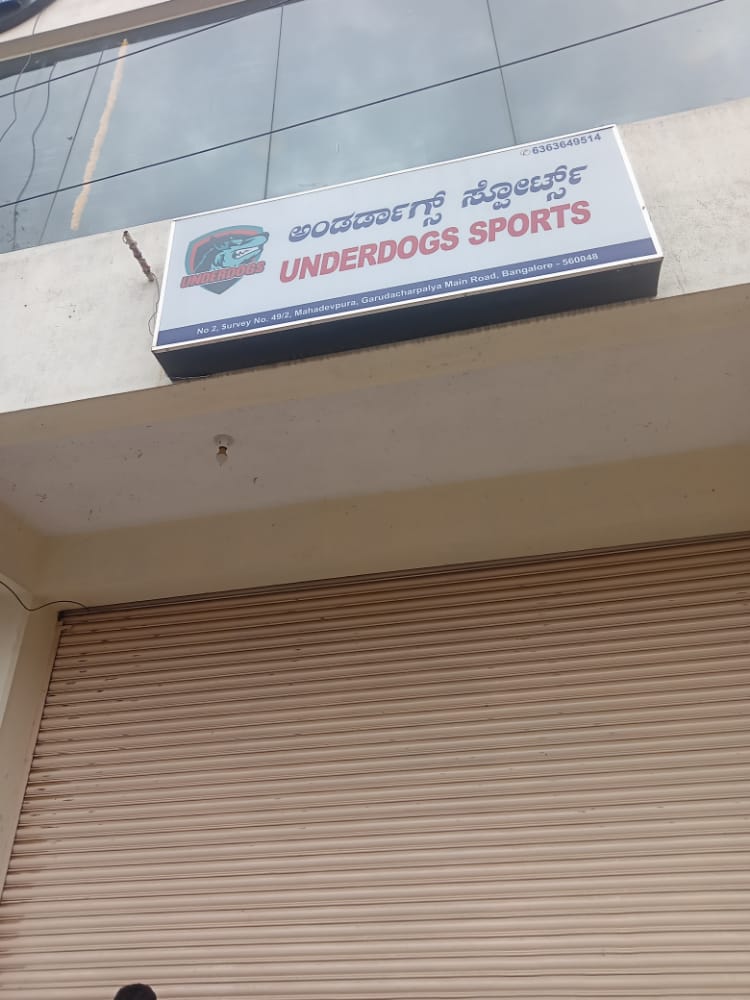 ✆6363649514
ಅಂಡರ್ಡಾಗ್ಸ್ ಸ್ಪೋರ್ಟ್ಸ್
UNDERDOGS
UNDERDOGS SPORTS
No 2, Survey No. 49/2, Mahadevpura, Garudacharpalya Main Road, Bangalore - 560048